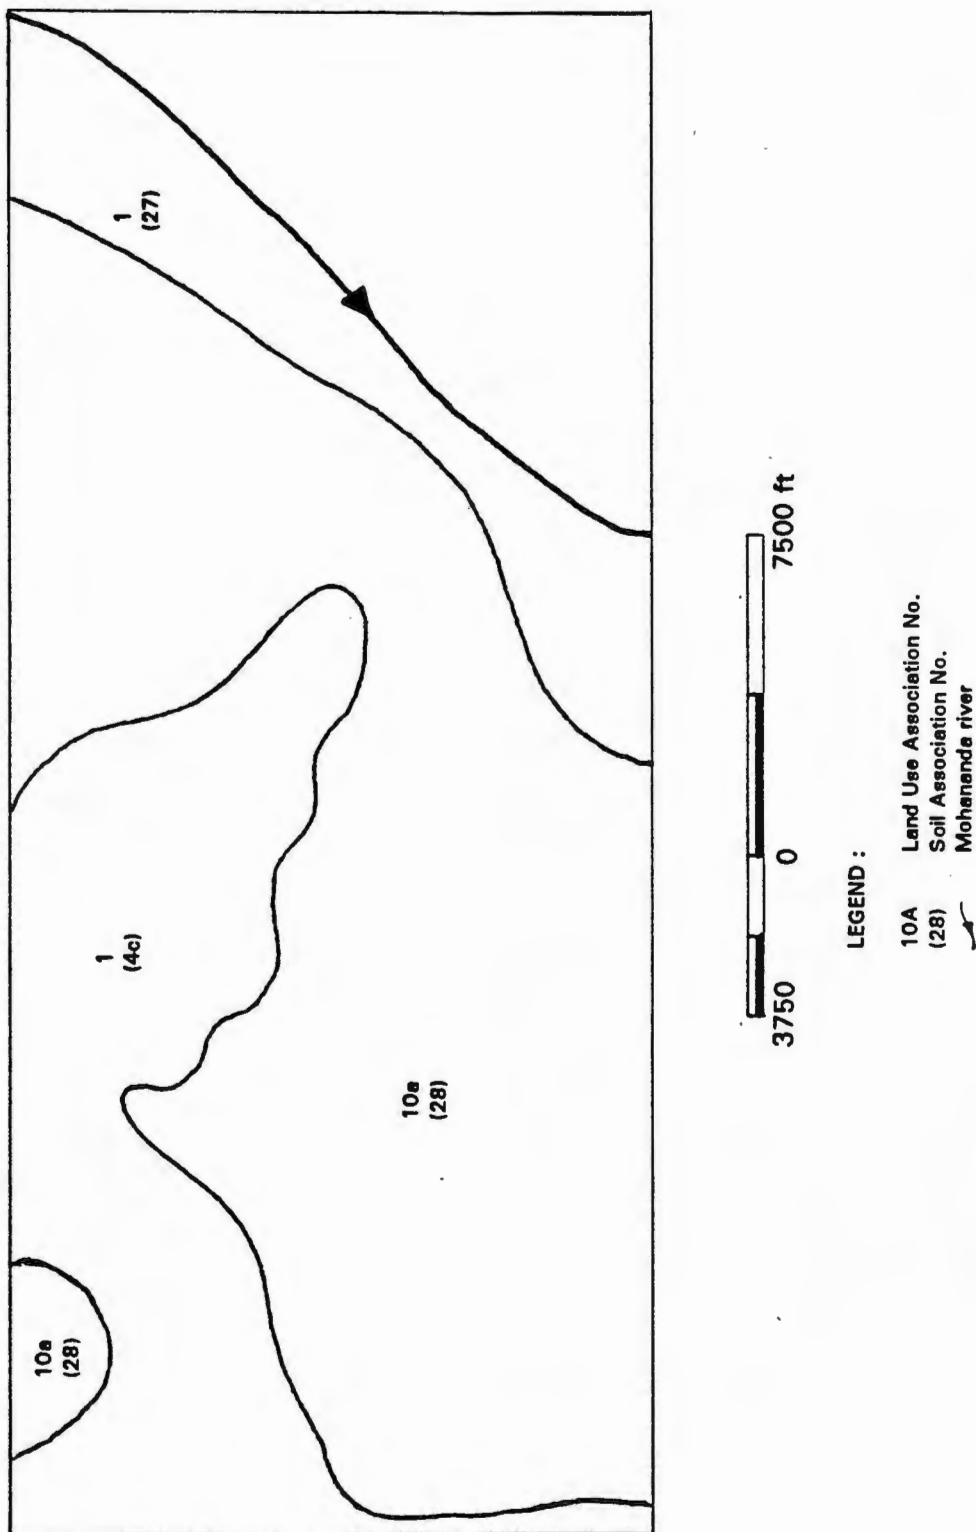 1
(27)
1
(4c)
10a
(28)
10a
(28)
3750 0 7500 ft
LEGEND :
10A Land Use Association No.
(28) Soil Association No.
Mohananda river